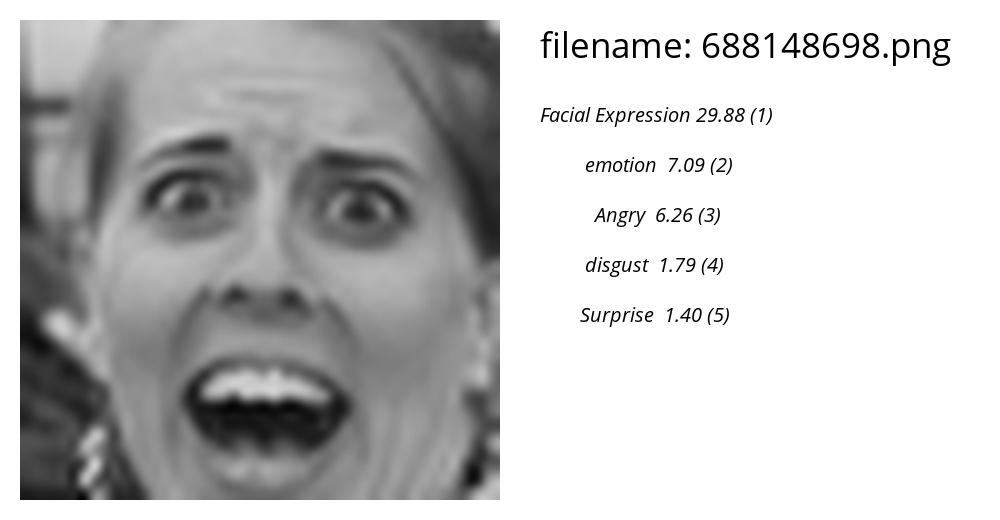 filename: 688148698.png
Facial Expression 29.88 (1)
emotion 7.09 (2)
Angry 6.26 (3)
disgust 1.79 (4)
Surprise 1.40 (5)